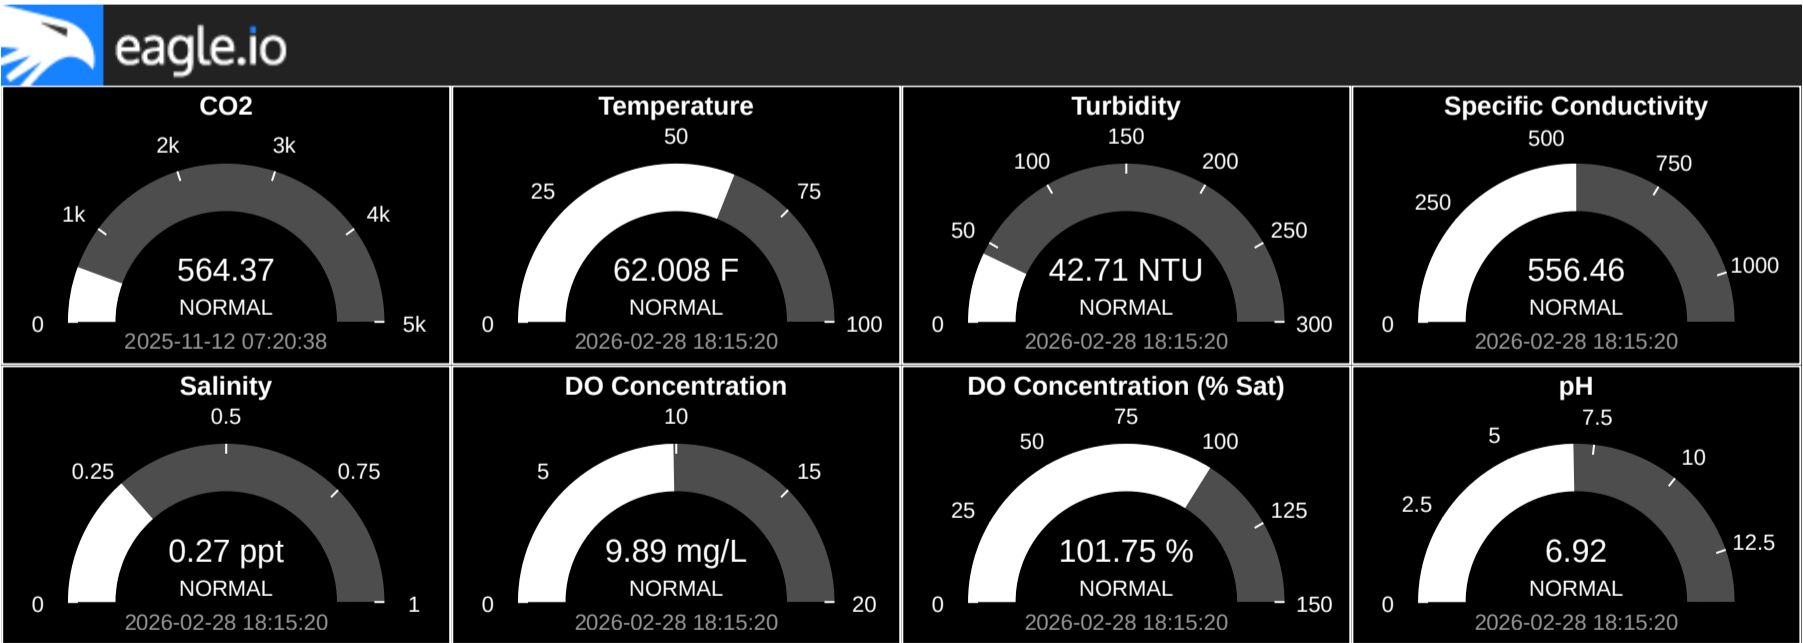 eagle.io
CO2
0
1k
2k
3k
4k
5k
564.37
NORMAL
2025-11-12 07:20:38
Temperature
0
25
50
75
100
62.008 F
NORMAL
2026-02-28 18:15:20
Turbidity
0
50
100
150
200
250
300
42.71 NTU
NORMAL
2026-02-28 18:15:20
Specific Conductivity
0
250
500
750
1000
556.46
NORMAL
2026-02-28 18:15:20
Salinity
0
0.25
0.5
0.75
1
0.27 ppt
NORMAL
2026-02-28 18:15:20
DO Concentration
0
5
10
15
20
9.89 mg/L
NORMAL
2026-02-28 18:15:20
DO Concentration (% Sat)
0
25
50
75
100
125
150
101.75 %
NORMAL
2026-02-28 18:15:20
pH
0
2.5
5
7.5
10
12.5
6.92
NORMAL
2026-02-28 18:15:20